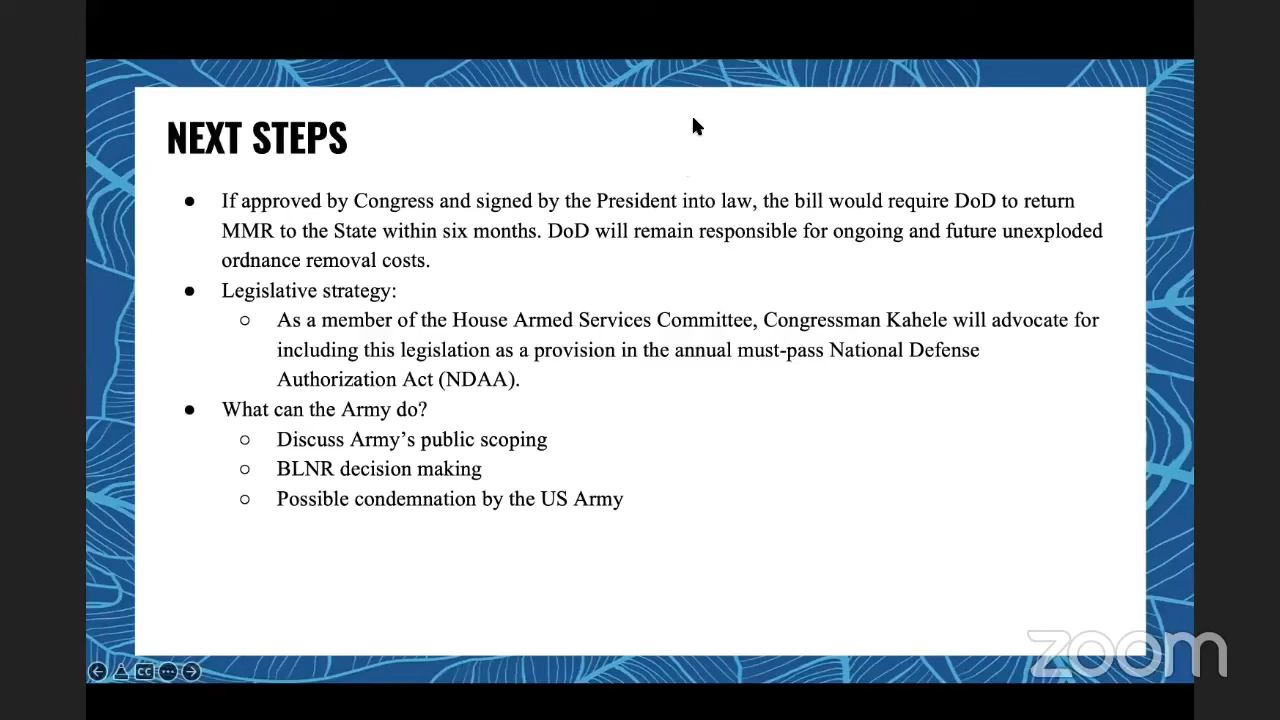 NEXT STEPS
● If approved by Congress and signed by the President into law, the bill would require DoD to return
MMR to the State within six months. DoD will remain responsible for ongoing and future unexploded
ordnance removal costs.
● Legislative strategy:
○ As a member of the House Armed Services Committee, Congressman Kahele will advocate for
including this legislation as a provision in the annual must-pass National Defense
Authorization Act (NDAA).
● What can the Army do?
○ Discuss Army’s public scoping
○ BLNR decision making
○ Possible condemnation by the US Army
zoom
CC